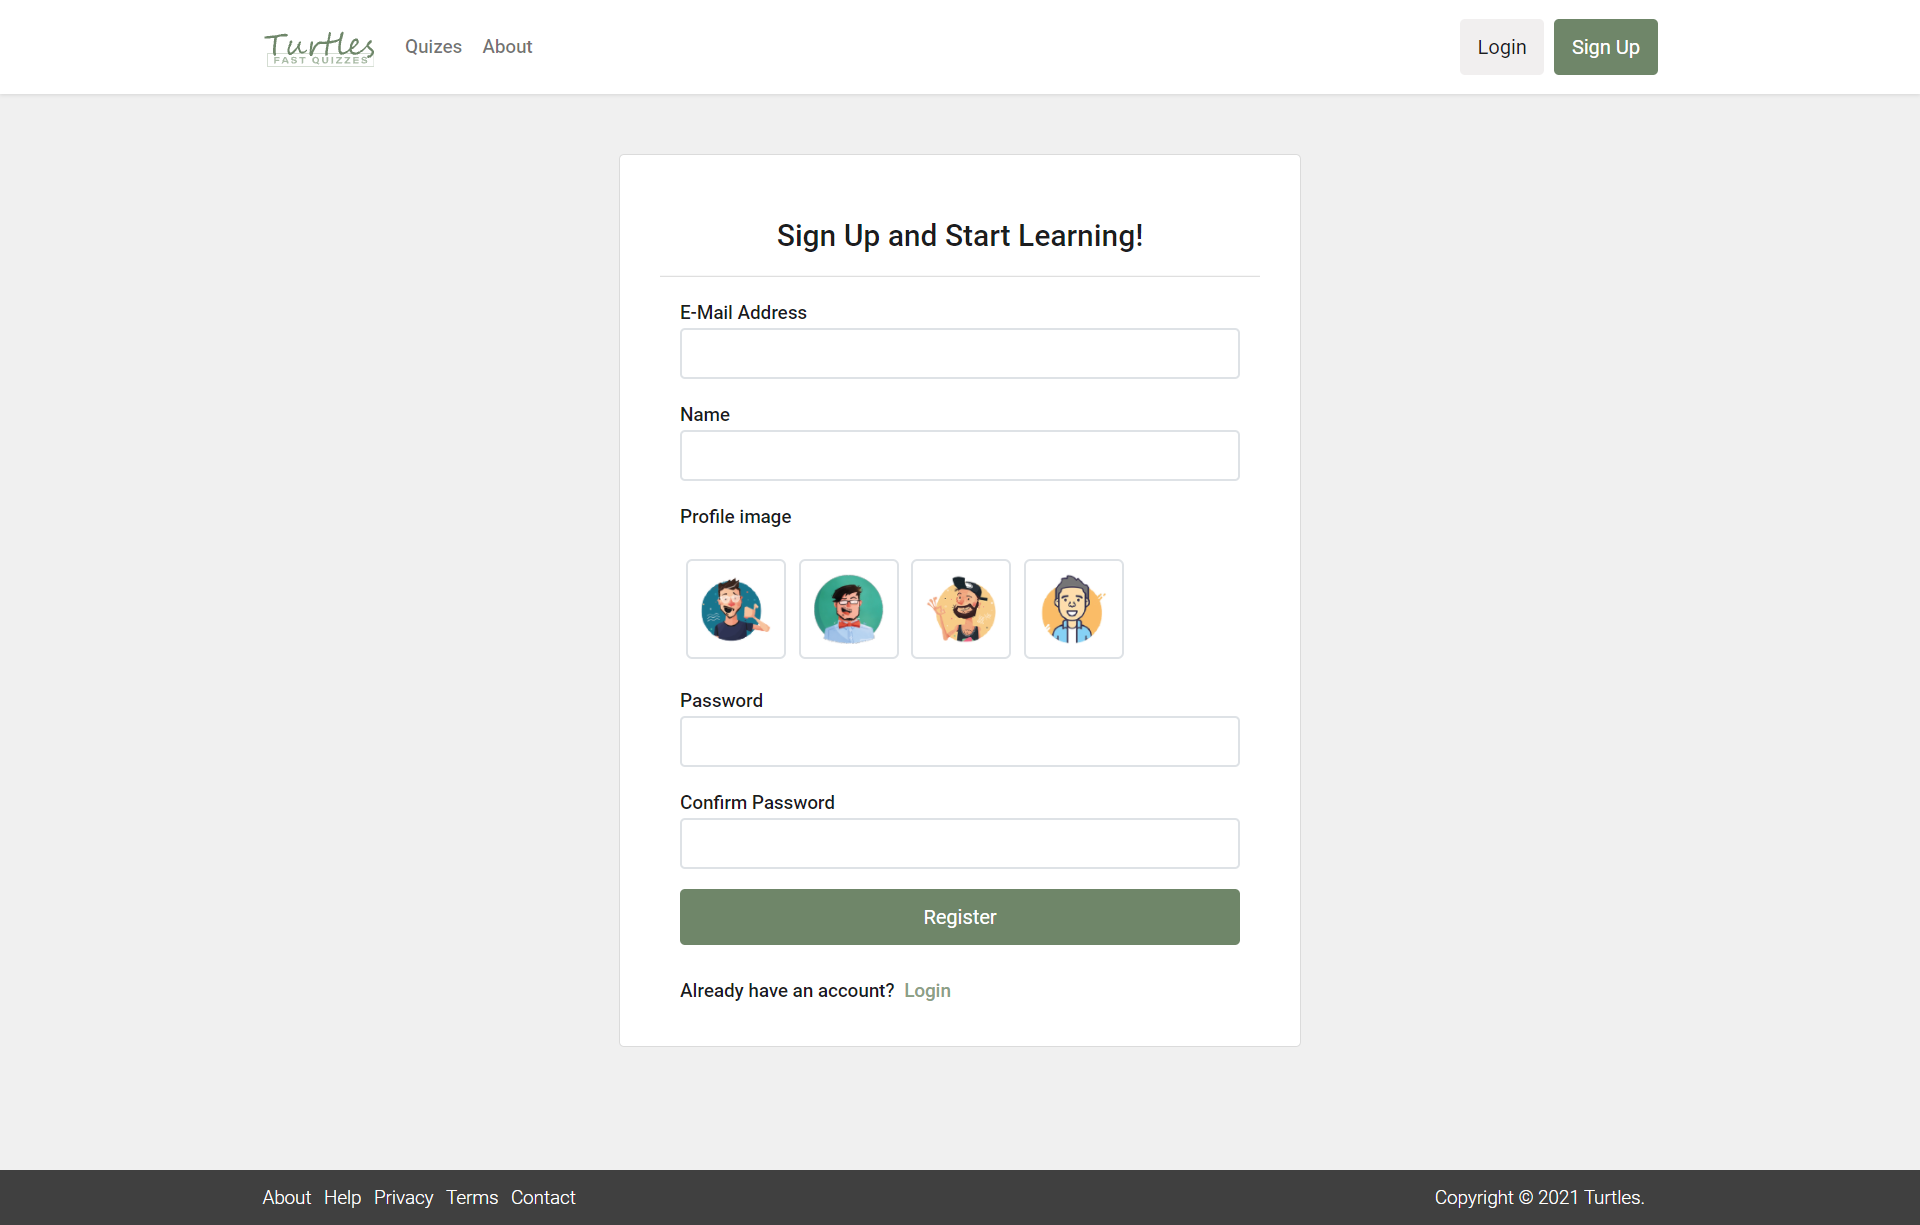 Turtles
FAST QUIZZES
Quizes About
Login Sign Up
Sign Up and Start Learning!
E-Mail Address
Name
Profile image
Password
Confirm Password
Register
Already have an account? Login
About Help Privacy Terms Contact
Copyright © 2021 Turtles.